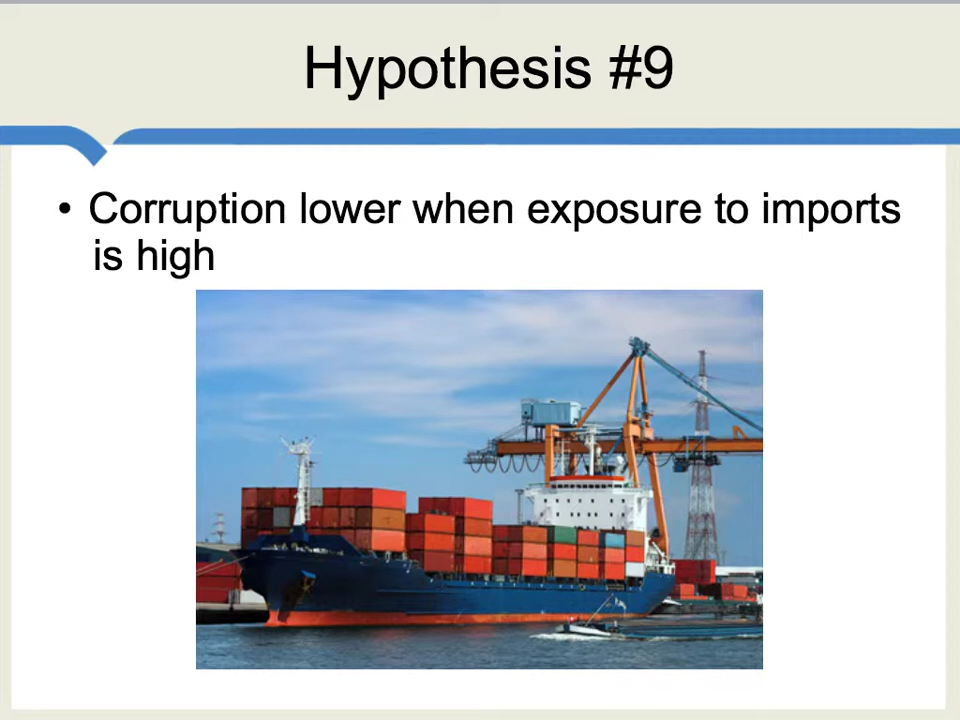 Hypothesis #9
• Corruption lower when exposure to imports
is high